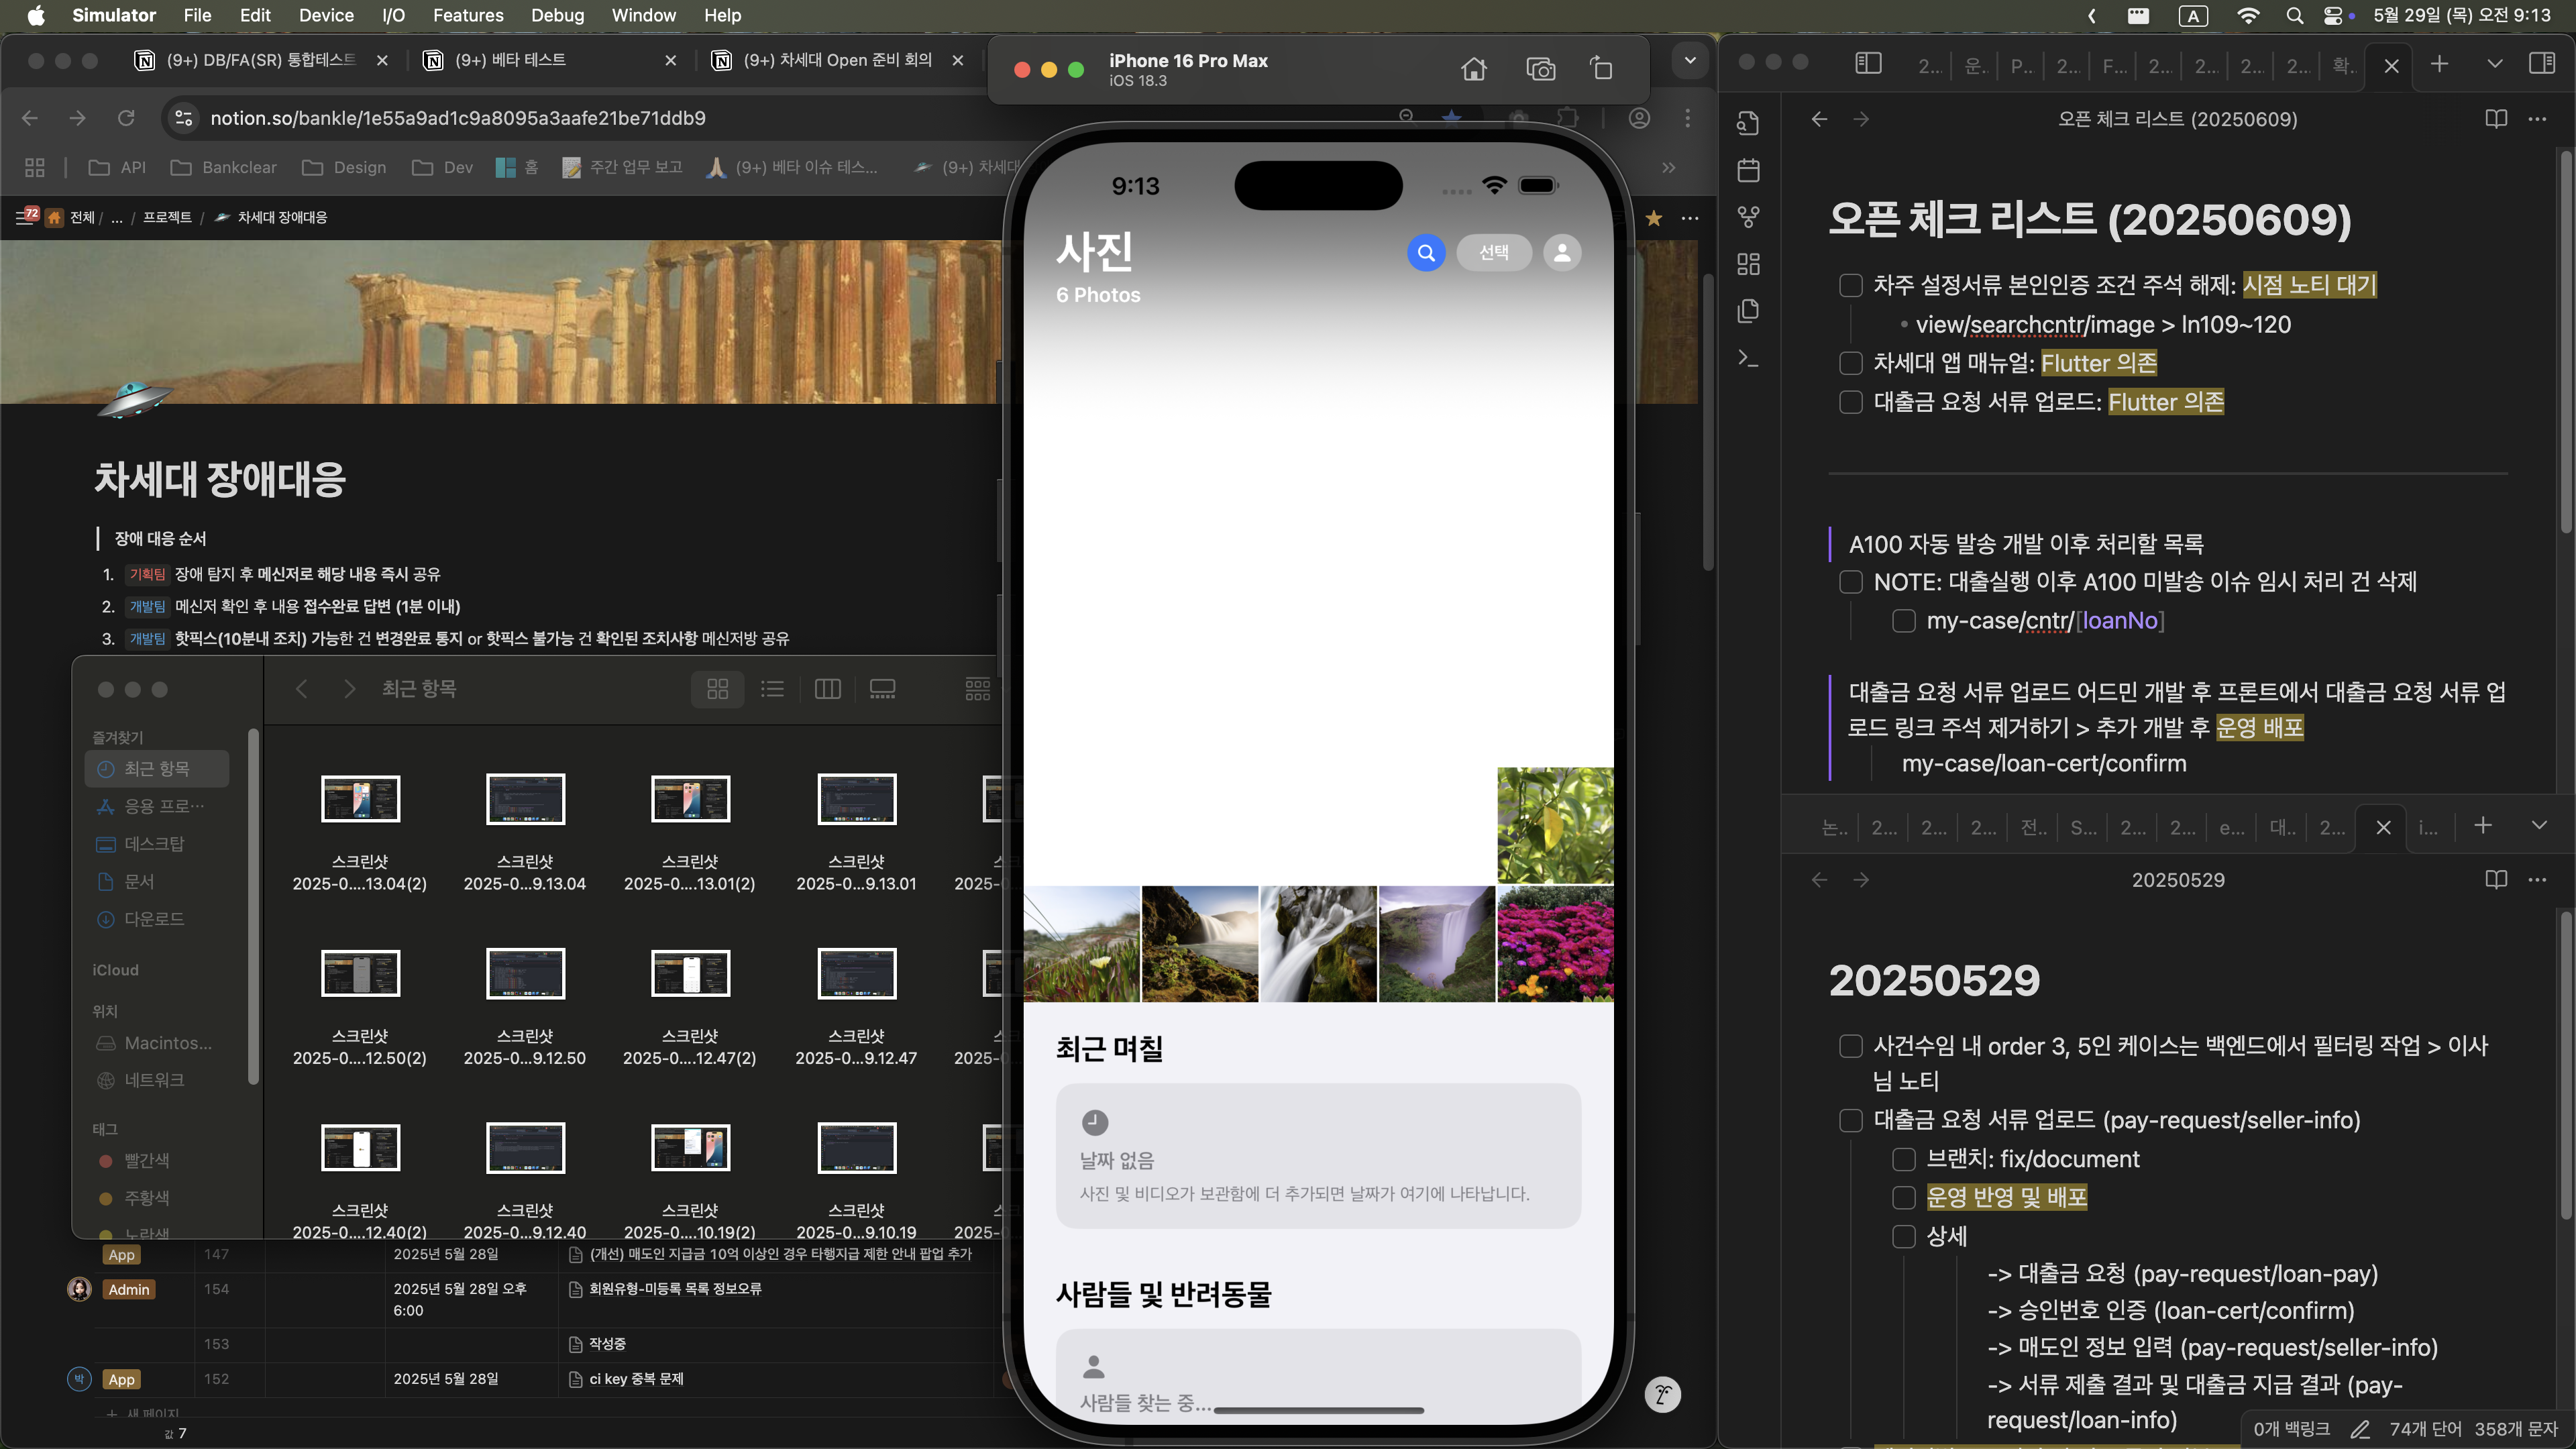 Simulator File Edit Device I/O Features Debug Window Help
A
5월 29일 (목) 오전 9:13
(9+) DB/FA(SR) 통합테스트
(9+) 베타 테스트
(9+) 차세대 Open 준비 회의
notion.so/bankle/1e55a9ad1c9a8095a3aafe21be71ddb9
API
Bankclear
Design
Dev
홈
주간 업무 보고
(9+) 베타 이슈 테스...
(9+) 차세대
72
전체 / ... / 프로젝트 / 차세대 장애대응
차세대 장애대응
장애 대응 순서
1. 기획팀 장애 탐지 후 메신저로 해당 내용 즉시 공유
2. 개발팀 메신저 확인 후 내용 접수완료 답변 (1분 이내)
3. 개발팀 핫픽스(10분내 조치) 가능한 건 변경완료 통지 or 핫픽스 불가능 건 확인된 조치사항 메신저방 공유
최근 항목
즐겨찾기
최근 항목
응용 프로…
데스크탑
문서
다운로드
iCloud
위치
Macintos...
네트워크
태그
빨간색
주황색
노란색
스크린샷
2025-0....13.04(2)
스크린샷
2025-0...9.13.04
스크린샷
2025-0....13.01(2)
스크린샷
2025-0...9.13.01
스크린샷
2025-0....12.50(2)
스크린샷
2025-0...9.12.50
스크린샷
2025-0....12.47(2)
스크린샷
2025-0...9.12.47
스크린샷
2025-0....12.40(2)
스크린샷
2025-0...9.12.40
스크린샷
2025-0....10.19(2)
스크린샷
2025-0...9.10.19
App 147 2025년 5월 28일 (개선) 매도인 지급금 10억 이상인 경우 타행지급 제한 안내 팝업 추가
Admin 154 2025년 5월 28일 오후 6:00 회원유형-미등록 목록 정보오류
153 작성중
박 App 152 2025년 5월 28일 ci key 중복 문제
+ 새 페이지
값 7
iPhone 16 Pro Max
iOS 18.3
9:13
사진
6 Photos
선택
최근 며칠
날짜 없음
사진 및 비디오가 보관함에 더 추가되면 날짜가 여기에 나타납니다.
사람들 및 반려동물
사람들 찾는 중...
2... 운.. P... 2... F... 2... 2... 2... 2... 확..
오픈 체크 리스트 (20250609)
오픈 체크 리스트 (20250609)
차주 설정서류 본인인증 조건 주석 해제: 시점 노티 대기
view/searchcntr/image > ln109~120
차세대 앱 매뉴얼: Flutter 의존
대출금 요청 서류 업로드: Flutter 의존
A100 자동 발송 개발 이후 처리할 목록
NOTE: 대출실행 이후 A100 미발송 이슈 임시 처리 건 삭제
my-case/cntr/[loanNo]
대출금 요청 서류 업로드 어드민 개발 후 프론트에서 대출금 요청 서류 업
로드 링크 주석 제거하기 > 추가 개발 후 운영 배포
my-case/loan-cert/confirm
논.. 2... 2... 2... 전.. S... 2... 2... e... 대.. 2... i...
20250529
20250529
사건수임 내 order 3, 5인 케이스는 백엔드에서 필터링 작업 > 이사
님 노티
대출금 요청 서류 업로드 (pay-request/seller-info)
브랜치: fix/document
운영 반영 및 배포
상세
-> 대출금 요청 (pay-request/loan-pay)
-> 승인번호 인증 (loan-cert/confirm)
-> 매도인 정보 입력 (pay-request/seller-info)
-> 서류 제출 결과 및 대출금 지급 결과 (pay-
request/loan-info)
0개 백링크 74개 단어 358개 문자